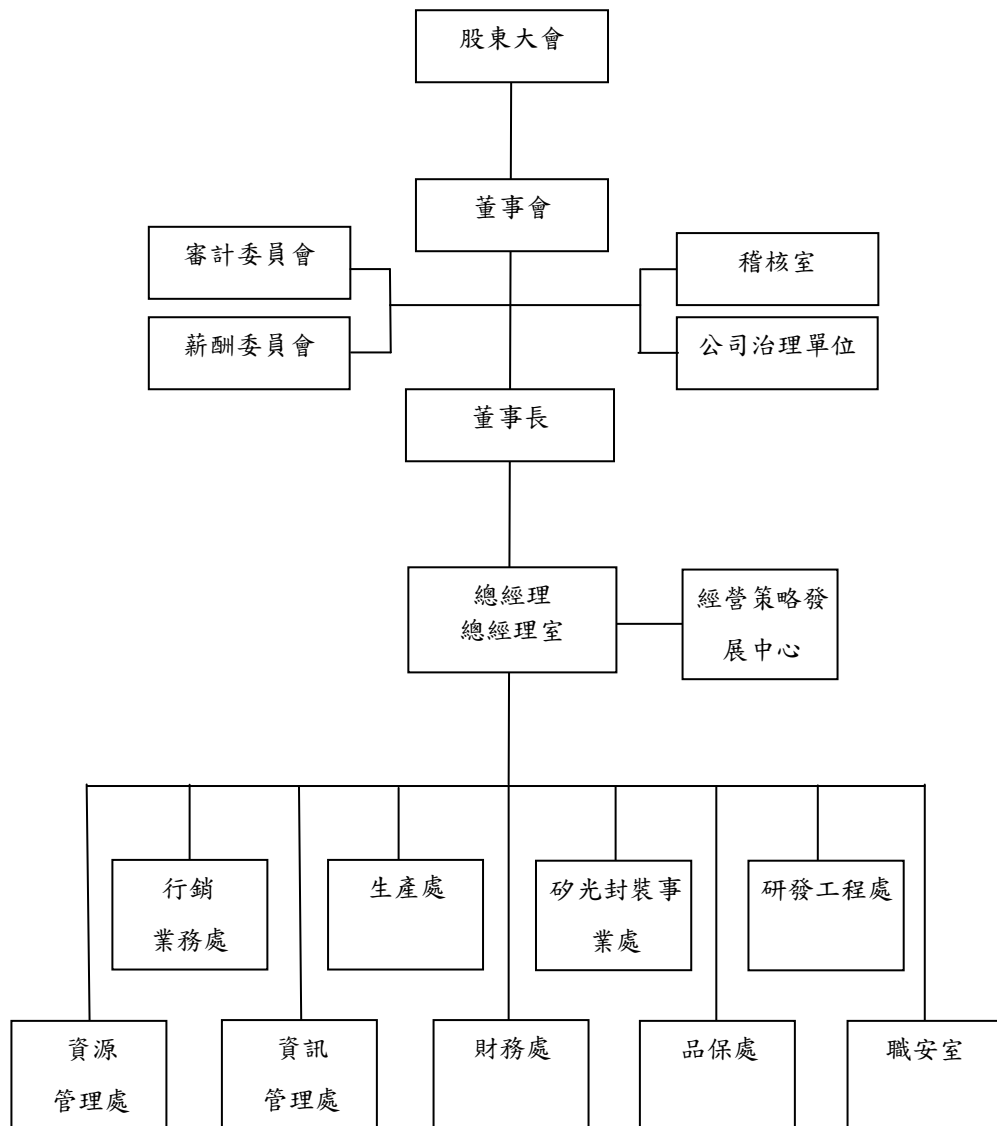 股東大會
董事會
審計委員會
稽核室
薪酬委員會
公司治理單位
董事長
總經理
總經理室
經營策略發
展中心
行銷
業務處
生產處
矽光封裝事
業處
研發工程處
資源
管理處
資訊
管理處
財務處
品保處
職安室